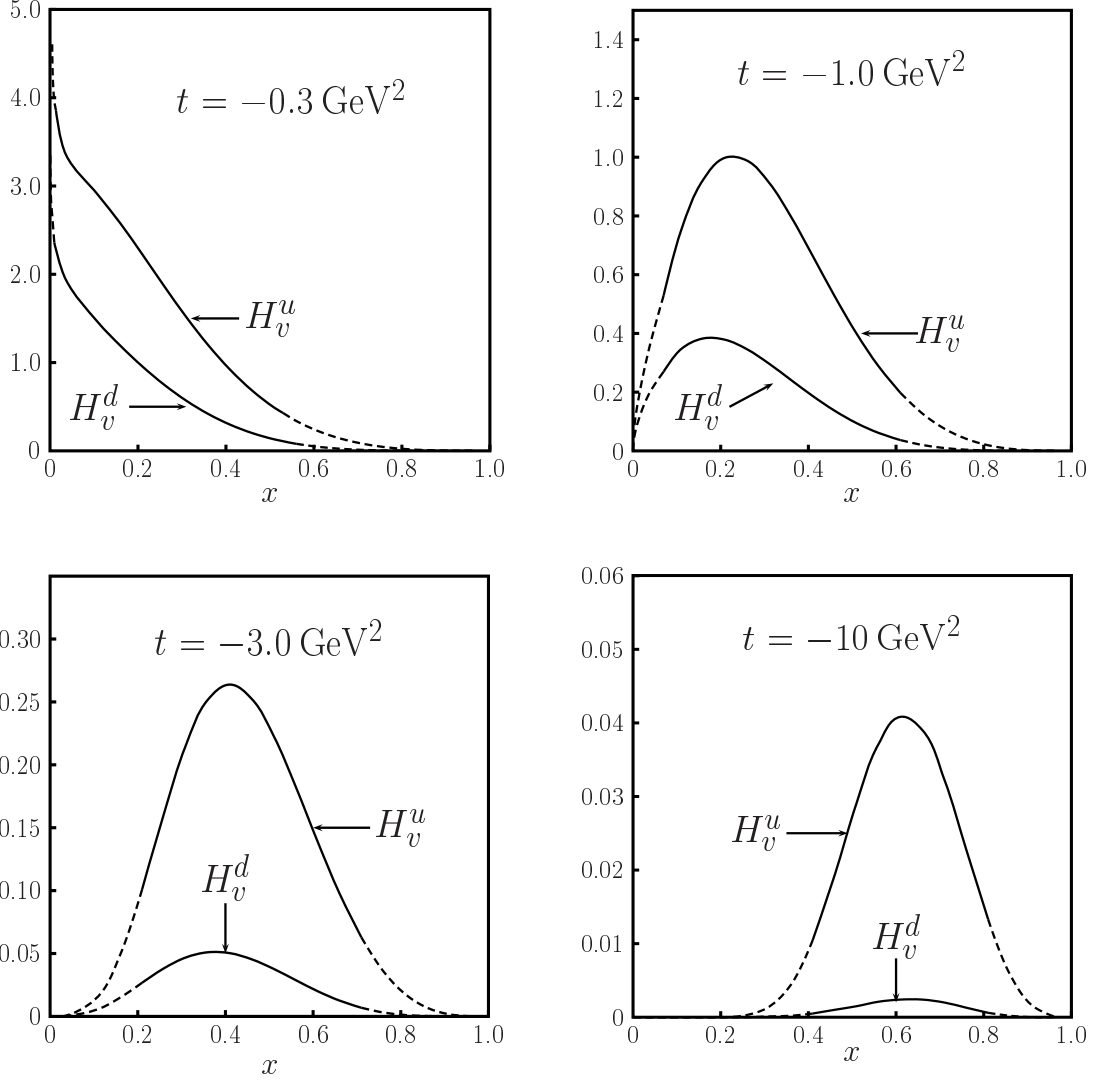 5.0
4.0
3.0
2.0
1.0
0
t = −0.3 GeV²
H_v^u
H_v^d
0 0.2 0.4 0.6 0.8 1.0
x
1.4
1.2
1.0
0.8
0.6
0.4
0.2
0
t = −1.0 GeV²
H_v^u
H_v^d
0 0.2 0.4 0.6 0.8 1.0
x
0.30
0.25
0.20
0.15
0.10
0.05
0
t = −3.0 GeV²
H_v^u
H_v^d
0 0.2 0.4 0.6 0.8 1.0
x
0.06
0.05
0.04
0.03
0.02
0.01
0
t = −10 GeV²
H_v^u
H_v^d
0 0.2 0.4 0.6 0.8 1.0
x